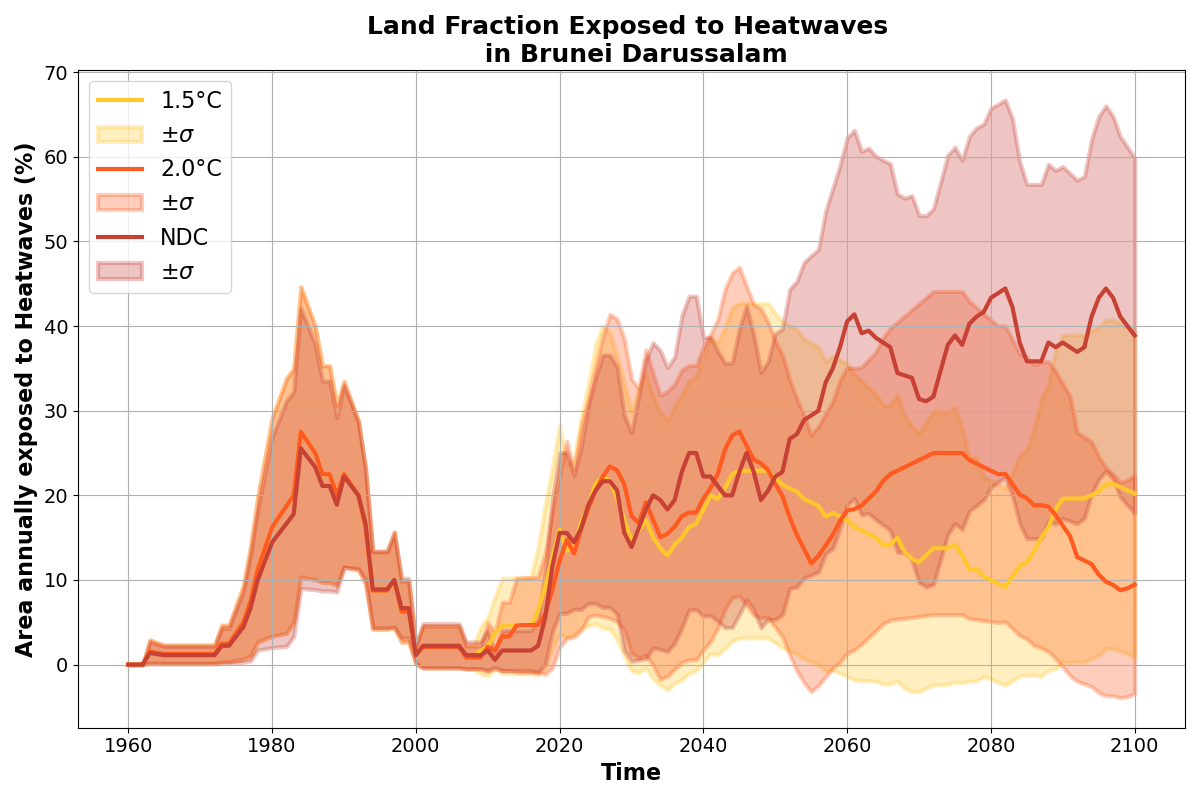 Land Fraction Exposed to Heatwaves
in Brunei Darussalam
70
60
50
40
30
20
10
0
Area annually exposed to Heatwaves (%)
1.5°C
±σ
2.0°C
±σ
NDC
±σ
1960 1980 2000 2020 2040 2060 2080 2100
Time